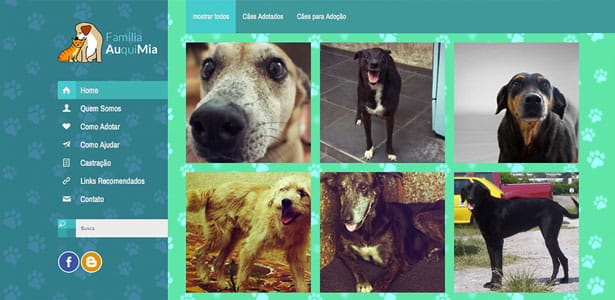 Família
AuquiMia
mostrar todos
Cães Adotados
Cães para Adoção
Home
Quem Somos
Como Adotar
Como Ajudar
Castração
Links Recomendados
Contato
Busca
f